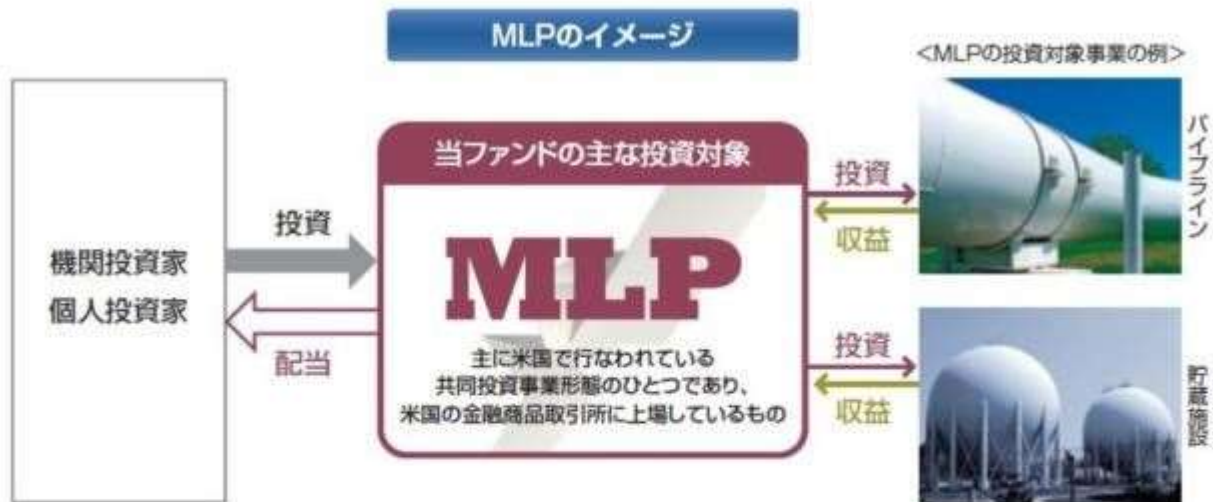 MLPのイメージ
<MLPの投資対象事業の例>
機関投資家
個人投資家
投資
配当
当ファンドの主な投資対象
MLP
主に米国で行なわれている
共同投資事業形態のひとつであり、
米国の金融商品取引所に上場しているもの
投資
収益
パイプライン
投資
収益
貯蔵施設